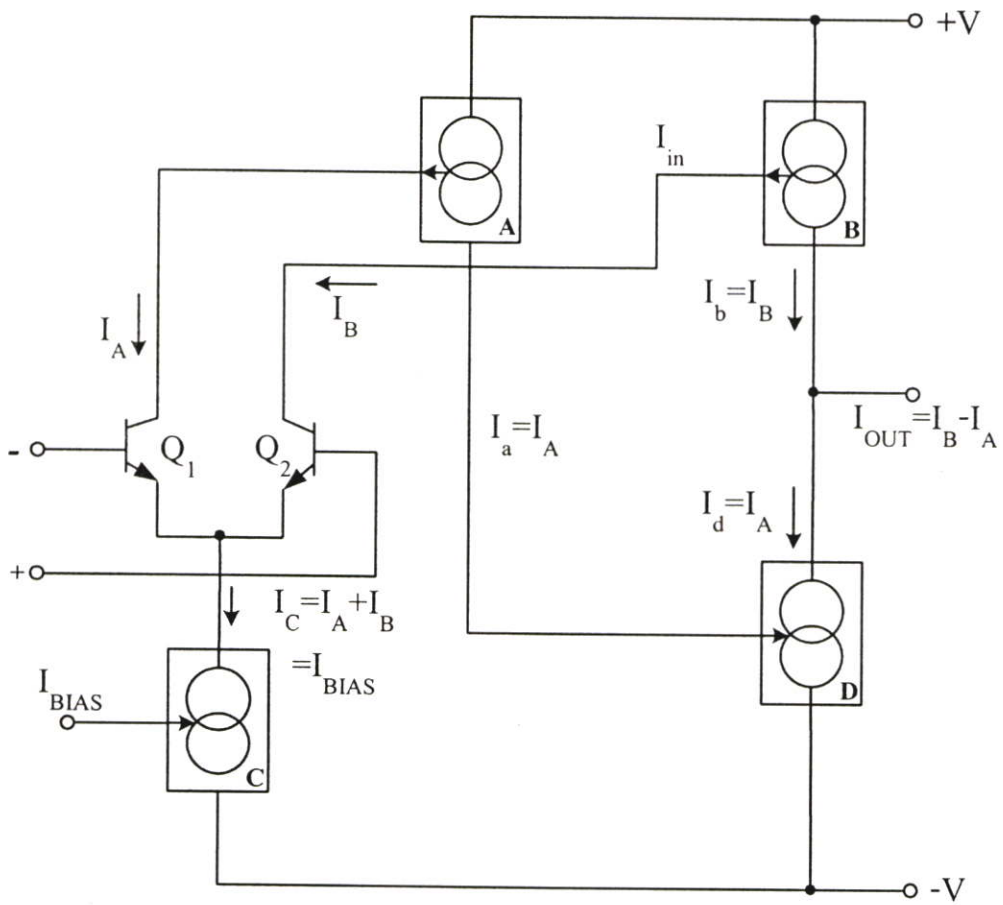 +V
I_in
A
B
I_b=I_B
I_B
I_A
I_a=I_A
I_OUT=I_B-I_A
-
Q_1
Q_2
I_d=I_A
+
I_C=I_A+I_B
=I_BIAS
I_BIAS
D
C
-V